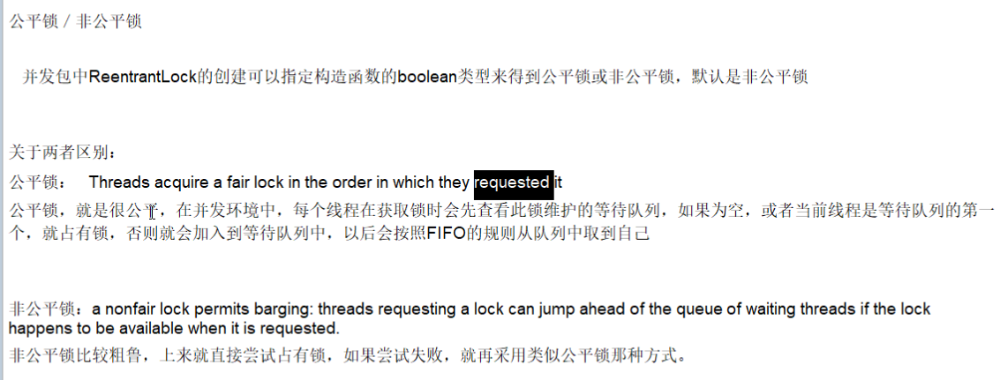 公平锁 / 非公平锁
并发包中ReentrantLock的创建可以指定构造函数的boolean类型来得到公平锁或非公平锁，默认是非公平锁
关于两者区别：
公平锁： Threads acquire a fair lock in the order in which they requested it
公平锁，就是很公平，在并发环境中，每个线程在获取锁时会先查看此锁维护的等待队列，如果为空，或者当前线程是等待队列的第一
个，就占有锁，否则就会加入到等待队列中，以后会按照FIFO的规则从队列中取到自己
非公平锁：a nonfair lock permits barging: threads requesting a lock can jump ahead of the queue of waiting threads if the lock
happens to be available when it is requested.
非公平锁比较粗鲁，上来就直接尝试占有锁，如果尝试失败，就再采用类似公平锁那种方式。